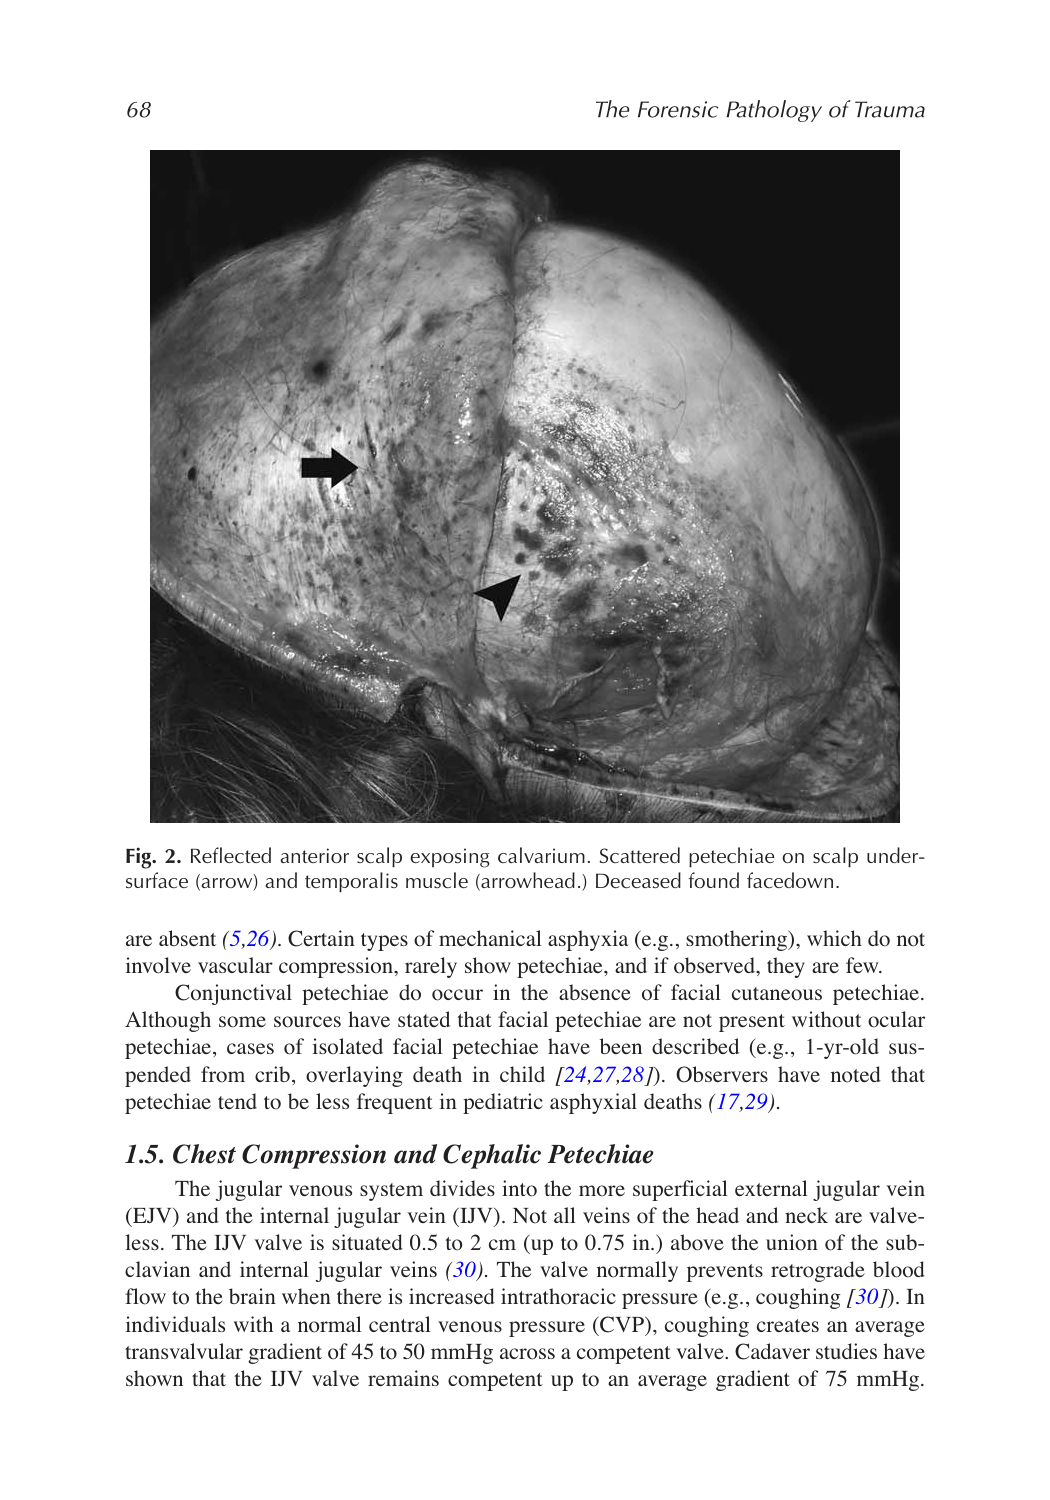 68 The Forensic Pathology of Trauma
Fig. 2. Reflected anterior scalp exposing calvarium. Scattered petechiae on scalp under-
surface (arrow) and temporalis muscle (arrowhead.) Deceased found facedown.
are absent (5,26). Certain types of mechanical asphyxia (e.g., smothering), which do not
involve vascular compression, rarely show petechiae, and if observed, they are few.
Conjunctival petechiae do occur in the absence of facial cutaneous petechiae.
Although some sources have stated that facial petechiae are not present without ocular
petechiae, cases of isolated facial petechiae have been described (e.g., 1-yr-old sus-
pended from crib, overlaying death in child [24,27,28]). Observers have noted that
petechiae tend to be less frequent in pediatric asphyxial deaths (17,29).
1.5. Chest Compression and Cephalic Petechiae
The jugular venous system divides into the more superficial external jugular vein
(EJV) and the internal jugular vein (IJV). Not all veins of the head and neck are valve-
less. The IJV valve is situated 0.5 to 2 cm (up to 0.75 in.) above the union of the sub-
clavian and internal jugular veins (30). The valve normally prevents retrograde blood
flow to the brain when there is increased intrathoracic pressure (e.g., coughing [30]). In
individuals with a normal central venous pressure (CVP), coughing creates an average
transvalvular gradient of 45 to 50 mmHg across a competent valve. Cadaver studies have
shown that the IJV valve remains competent up to an average gradient of 75 mmHg.